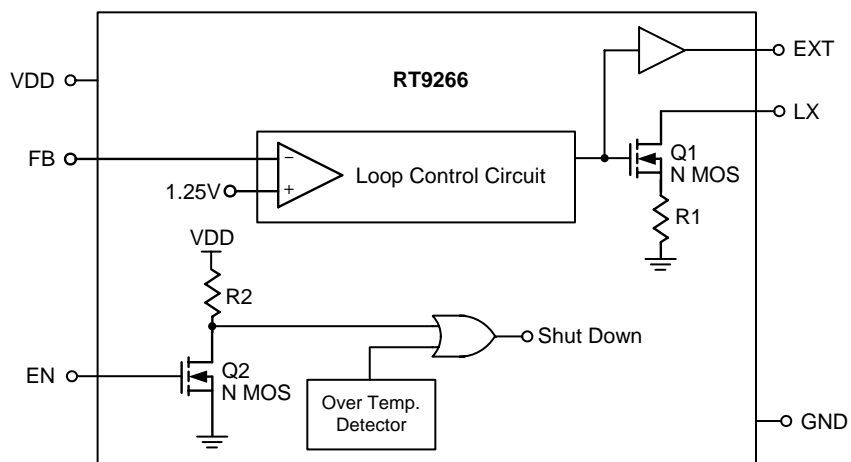 EXT
VDD
RT9266
LX
FB
Loop Control Circuit
Q1
N MOS
1.25V
R1
VDD
R2
Shut Down
EN
Q2
N MOS
Over Temp.
Detector
GND
−
+